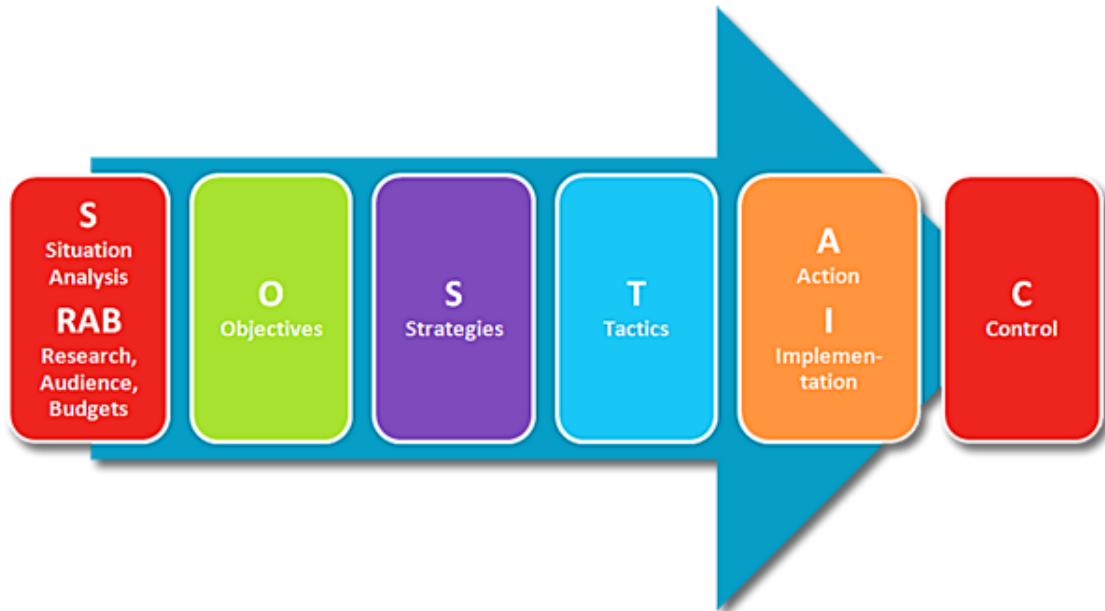 S
Situation
Analysis
RAB
Research,
Audience,
Budgets
O
Objectives
S
Strategies
T
Tactics
A
Action
I
Implemen-
tation
C
Control